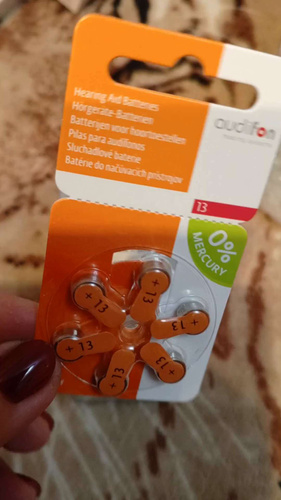 Hearing Aid Batteries
Hörgeräte-Batterien
Batterijen voor hoortoestellen
Pilas para audífonos
Sluchadlové baterie
Batérie do načúvacích prístrojov
audifon
13
0%
MERCURY
+ 13
+ 13
+ 13
+ 13
+ 13
+ 13